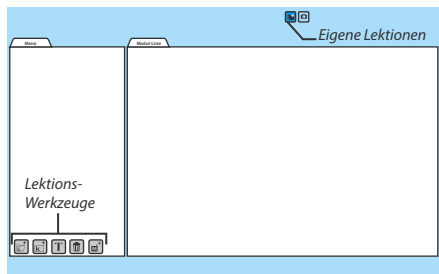 Eigene Lektionen
Menü
Modul-Liste
Lektions-
Werkzeuge
T